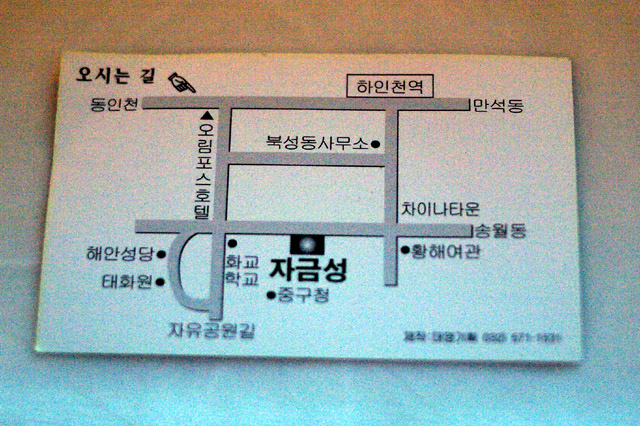 오시는 길
하인천역
동인천
만석동
오림포스호텔
북성동사무소
차이나타운
송월동
해안성당
화교
학교
자금성
황해여관
태화원
중구청
자유공원길